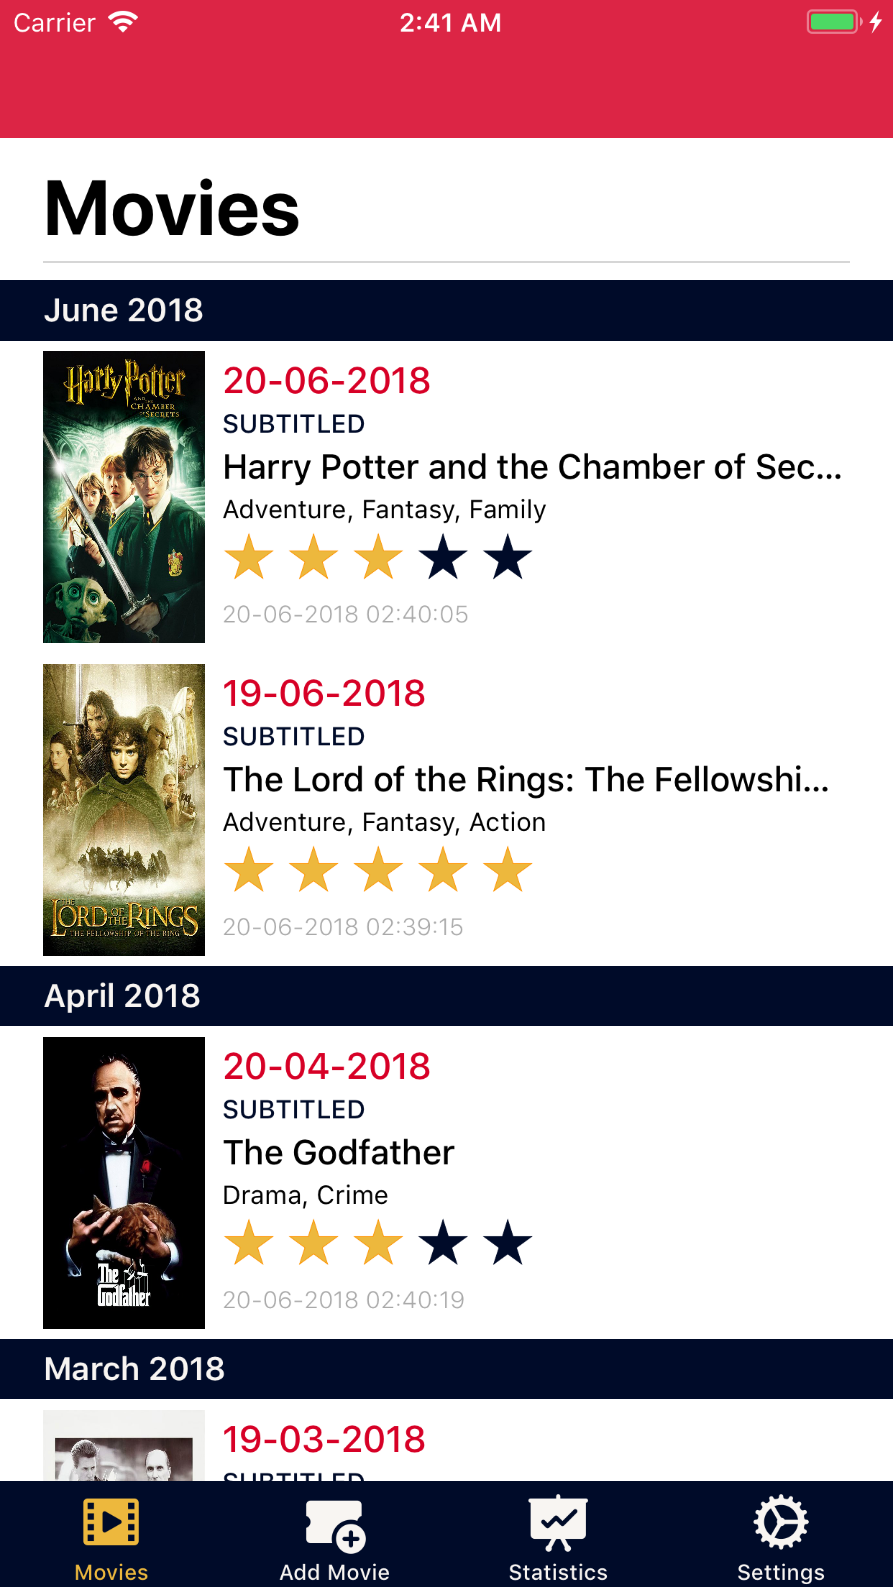 Carrier 2:41 AM
Movies
June 2018
Harry Potter
AND THE
CHAMBER
OF SECRETS
20-06-2018
SUBTITLED
Harry Potter and the Chamber of Sec...
Adventure, Fantasy, Family
20-06-2018 02:40:05
THE
LORD OF THE RINGS
THE FELLOWSHIP OF THE RING
19-06-2018
SUBTITLED
The Lord of the Rings: The Fellowshi...
Adventure, Fantasy, Action
20-06-2018 02:39:15
April 2018
The
Godfather
20-04-2018
SUBTITLED
The Godfather
Drama, Crime
20-06-2018 02:40:19
March 2018
19-03-2018
SUBTITLED
Movies Add Movie Statistics Settings